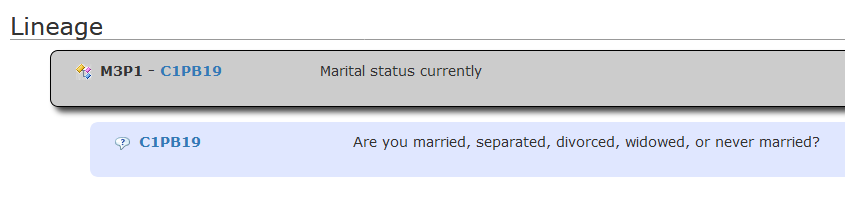 Lineage
M3P1 - C1PB19 Marital status currently
C1PB19 Are you married, separated, divorced, widowed, or never married?